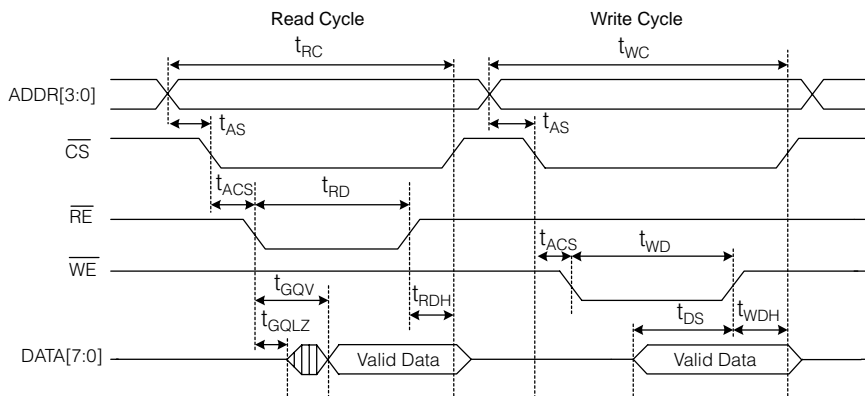 Read Cycle Write Cycle
tRC tWC
ADDR[3:0]
tAS tAS
CS
tACS tRD
RE
tACS tWD
WE
tGQV tRDH
tGQLZ tDS tWDH
DATA[7:0] Valid Data Valid Data